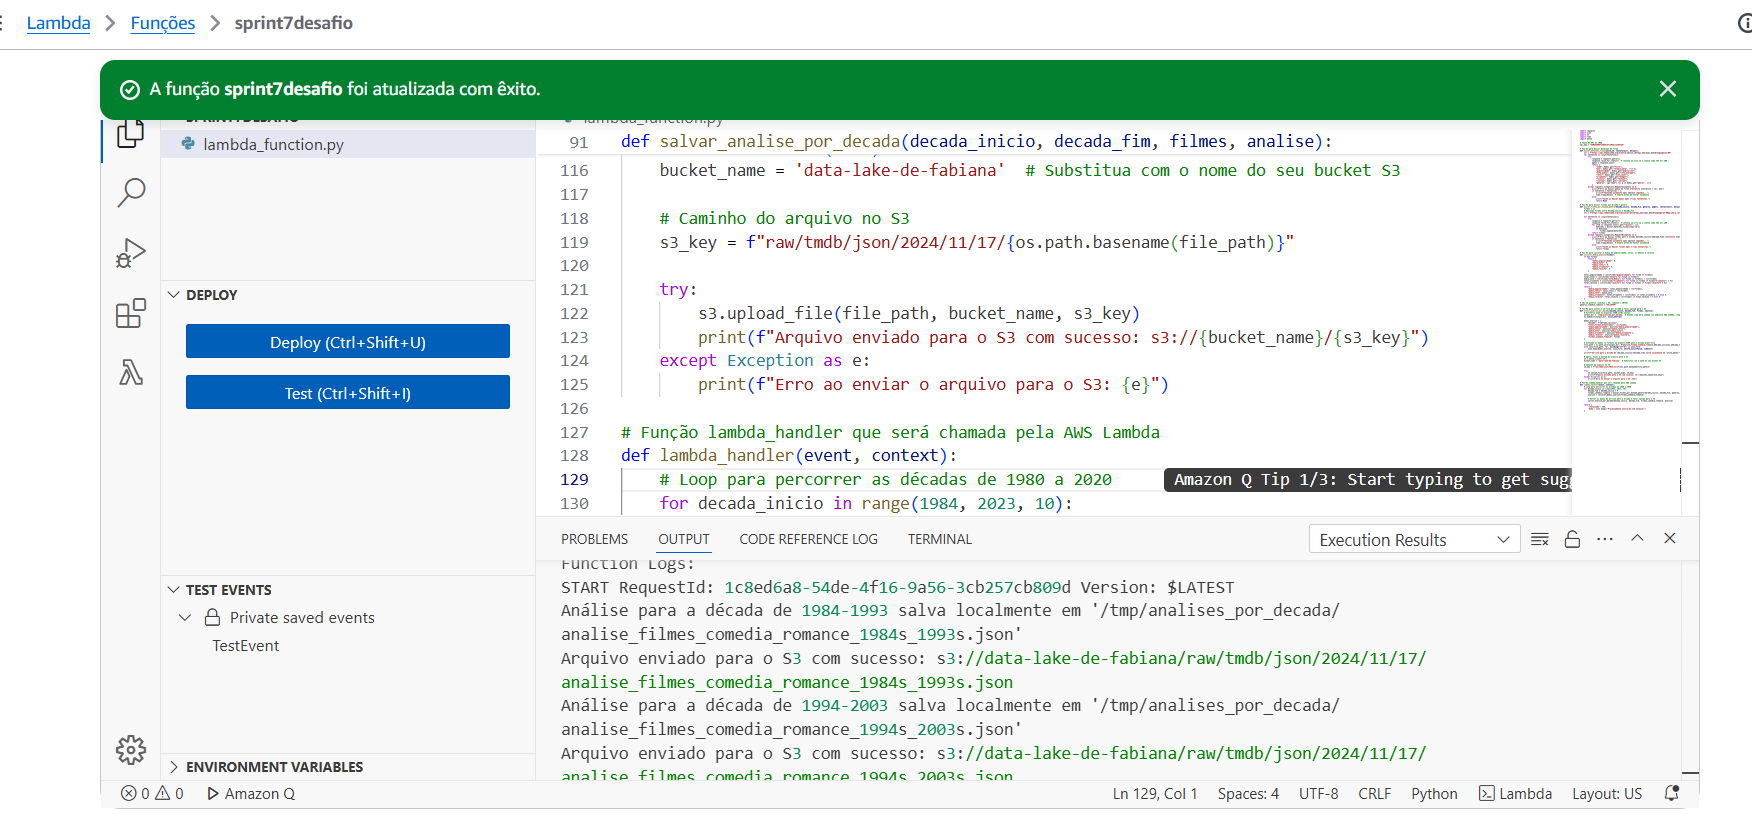 Lambda > Funções > sprint7desafio
A função sprint7desafio foi atualizada com êxito.
lambda_function.py
DEPLOY
Deploy (Ctrl+Shift+U)
Test (Ctrl+Shift+I)
TEST EVENTS
Private saved events
TestEvent
ENVIRONMENT VARIABLES
lambda_function.py
91 def salvar_analise_por_decada(decada_inicio, decada_fim, filmes, analise):
116 bucket_name = 'data-lake-de-fabiana' # Substitua com o nome do seu bucket S3
117
118 # Caminho do arquivo no S3
119 s3_key = f"raw/tmdb/json/2024/11/17/{os.path.basename(file_path)}"
120
121 try:
122 s3.upload_file(file_path, bucket_name, s3_key)
123 print(f"Arquivo enviado para o S3 com sucesso: s3://{bucket_name}/{s3_key}")
124 except Exception as e:
125 print(f"Erro ao enviar o arquivo para o S3: {e}")
126
127 # Função lambda_handler que será chamada pela AWS Lambda
128 def lambda_handler(event, context):
129 # Loop para percorrer as décadas de 1980 a 2020 Amazon Q Tip 1/3: Start typing to get sugg
130 for decada_inicio in range(1984, 2023, 10):
PROBLEMS OUTPUT CODE REFERENCE LOG TERMINAL Execution Results
Function Logs:
START RequestId: 1c8ed6a8-54de-4f16-9a56-3cb257cb809d Version: $LATEST
Análise para a década de 1984-1993 salva localmente em '/tmp/analises_por_decada/
analise_filmes_comedia_romance_1984s_1993s.json'
Arquivo enviado para o S3 com sucesso: s3://data-lake-de-fabiana/raw/tmdb/json/2024/11/17/
analise_filmes_comedia_romance_1984s_1993s.json
Análise para a década de 1994-2003 salva localmente em '/tmp/analises_por_decada/
analise_filmes_comedia_romance_1994s_2003s.json'
Arquivo enviado para o S3 com sucesso: s3://data-lake-de-fabiana/raw/tmdb/json/2024/11/17/
analise_filmes_comedia_romance_1994s_2003s.json
0 0 Amazon Q Ln 129, Col 1 Spaces: 4 UTF-8 CRLF Python Lambda Layout: US